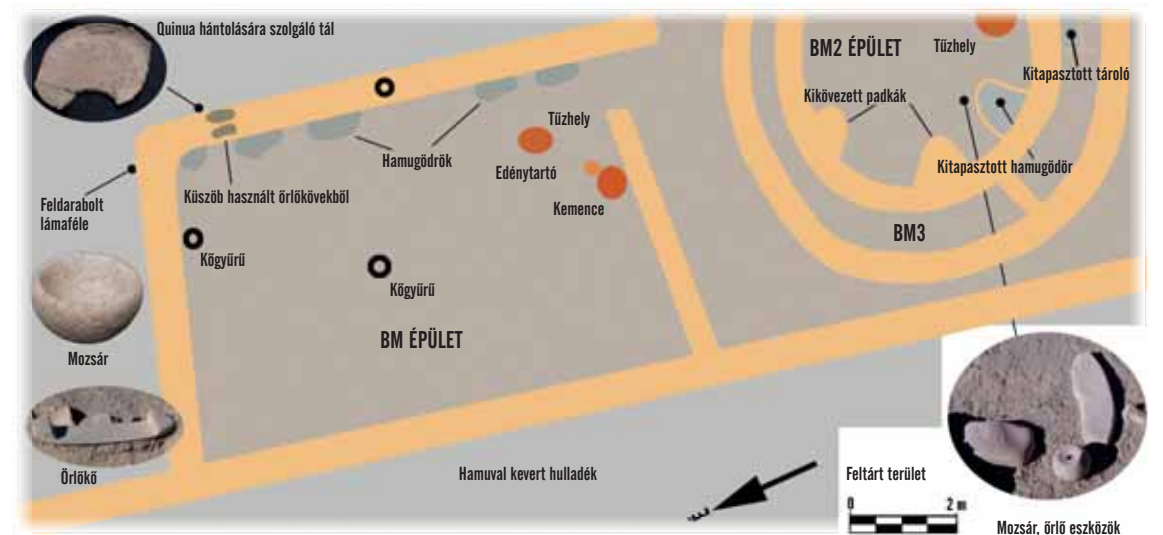 Quinua hántolására szolgáló tál
BM2 ÉPÜLET
Tűzhely
Kitapasztott tároló
Kikövezett padkák
Tűzhely
Hamugödrök
Edénytartó
Kitapasztott hamugödör
Küszöb használt őrlőkövekből
Feldarabolt
lámaféle
Kemence
BM3
Kőgyűrű
Kőgyűrű
BM ÉPÜLET
Mozsár
Örlőkő
Hamuval kevert hulladék
Feltárt terület
0 2 m
Mozsár, őrlő eszközök